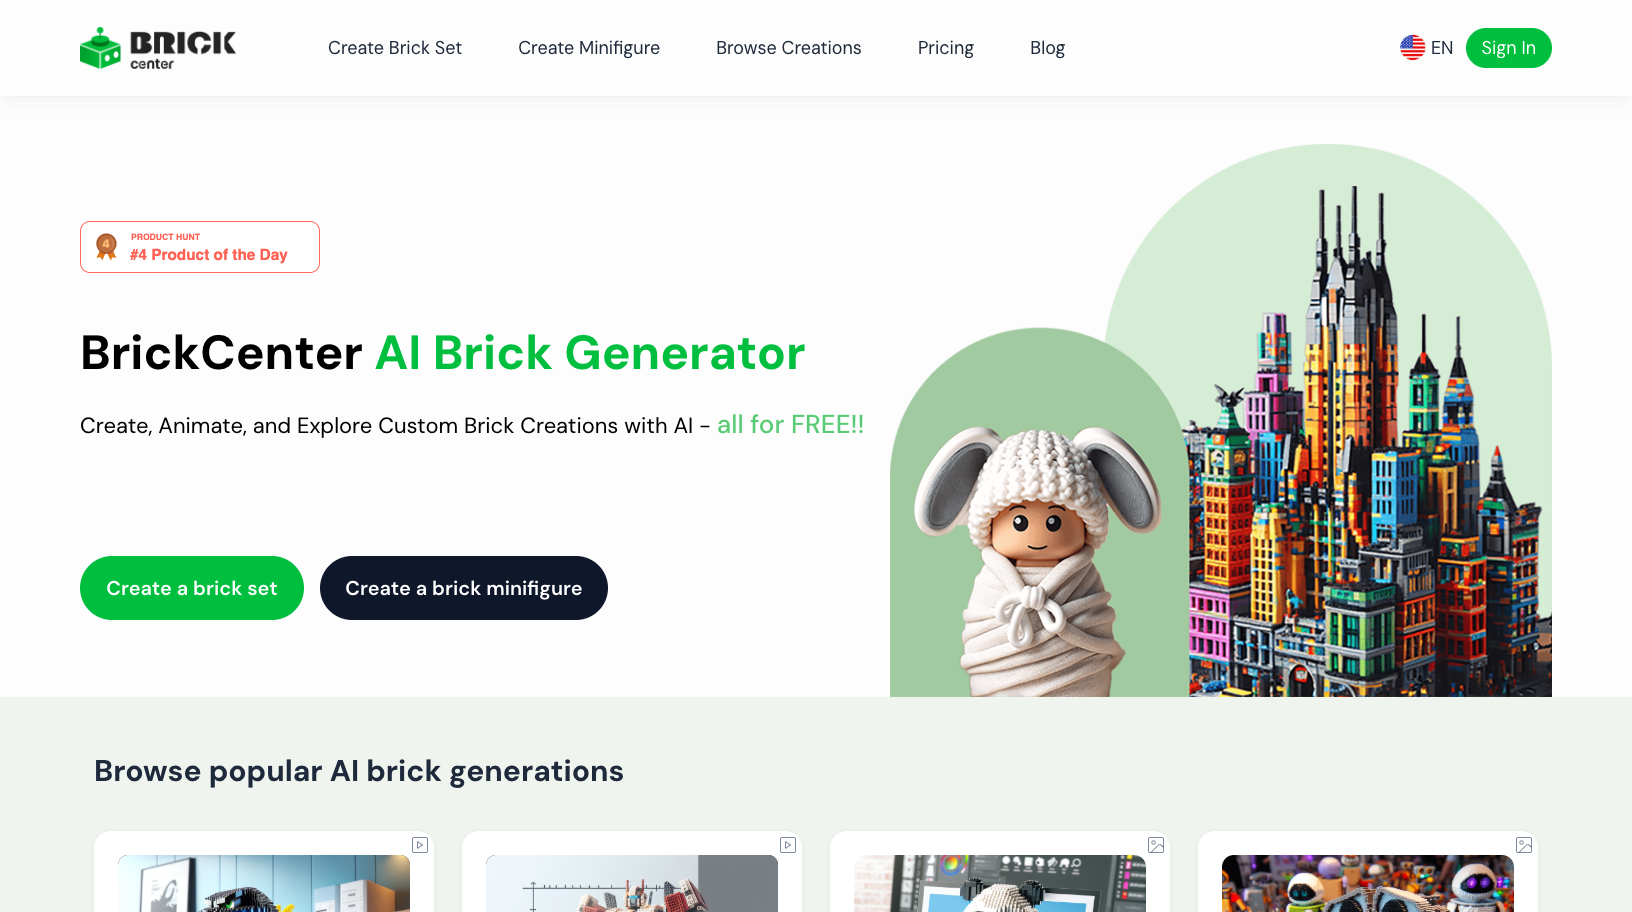 BRICK
center
Create Brick Set
Create Minifigure
Browse Creations
Pricing
Blog
EN
Sign In
4
PRODUCT HUNT
#4 Product of the Day
BrickCenter AI Brick Generator
Create, Animate, and Explore Custom Brick Creations with AI - all for FREE!!
Create a brick set
Create a brick minifigure
Browse popular AI brick generations